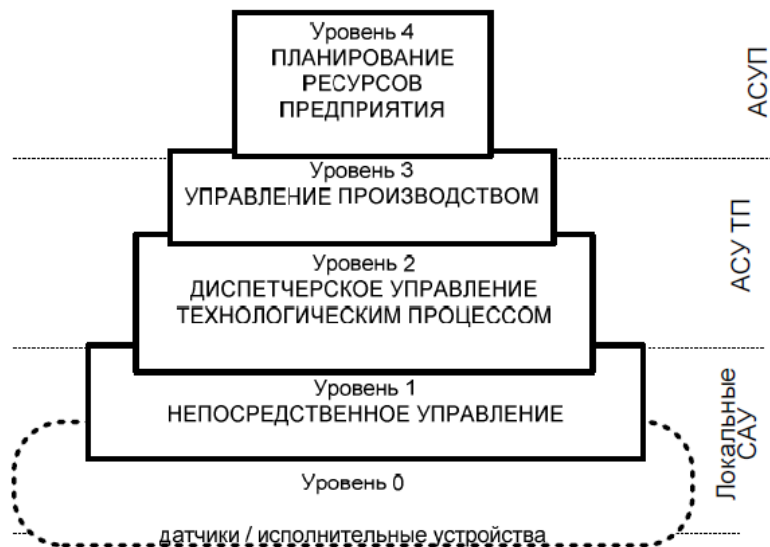 Уровень 4
ПЛАНИРОВАНИЕ
РЕСУРСОВ
ПРЕДПРИЯТИЯ
АСУП
Уровень 3
УПРАВЛЕНИЕ ПРОИЗВОДСТВОМ
АСУ ТП
Уровень 2
ДИСПЕТЧЕРСКОЕ УПРАВЛЕНИЕ
ТЕХНОЛОГИЧЕСКИМ ПРОЦЕССОМ
Уровень 1
НЕПОСРЕДСТВЕННОЕ УПРАВЛЕНИЕ
Локальные
САУ
Уровень 0
датчики / исполнительные устройства